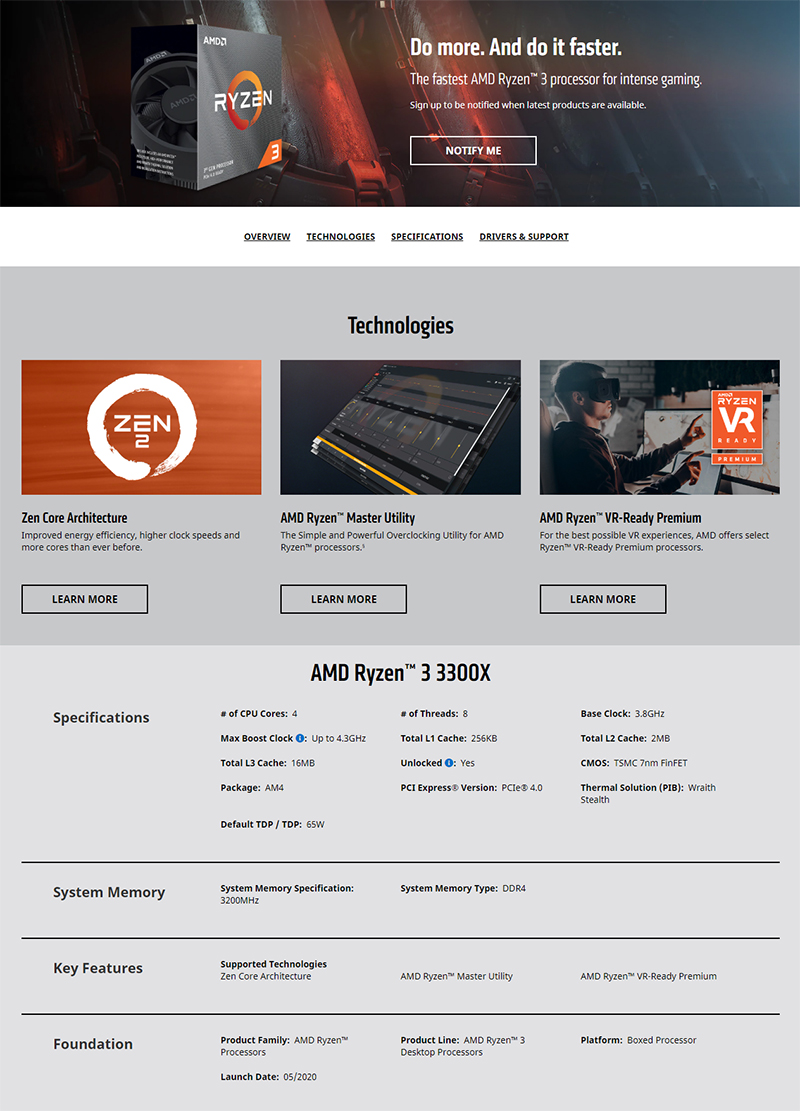 AMD
RYZEN
3
Do more. And do it faster.
The fastest AMD Ryzen™ 3 processor for intense gaming.
Sign up to be notified when latest products are available.
NOTIFY ME
OVERVIEW TECHNOLOGIES SPECIFICATIONS DRIVERS & SUPPORT
Technologies
ZEN
2
AMD
RYZEN
VR
READY
PREMIUM
Zen Core Architecture
Improved energy efficiency, higher clock speeds and
more cores than ever before.
LEARN MORE
AMD Ryzen™ Master Utility
The Simple and Powerful Overclocking Utility for AMD
Ryzen™ processors.⁵
LEARN MORE
AMD Ryzen™ VR-Ready Premium
For the best possible VR experiences, AMD offers select
Ryzen™ VR-Ready Premium processors.
LEARN MORE
AMD Ryzen™ 3 3300X
Specifications
# of CPU Cores: 4 # of Threads: 8 Base Clock: 3.8GHz
Max Boost Clock : Up to 4.3GHz Total L1 Cache: 256KB Total L2 Cache: 2MB
Total L3 Cache: 16MB Unlocked : Yes CMOS: TSMC 7nm FinFET
Package: AM4 PCI Express® Version: PCIe® 4.0 Thermal Solution (PIB): Wraith
Stealth
Default TDP / TDP: 65W
System Memory
System Memory Specification: System Memory Type: DDR4
3200MHz
Key Features
Supported Technologies
Zen Core Architecture AMD Ryzen™ Master Utility AMD Ryzen™ VR-Ready Premium
Foundation
Product Family: AMD Ryzen™ Product Line: AMD Ryzen™ 3 Platform: Boxed Processor
Processors Desktop Processors
Launch Date: 05/2020